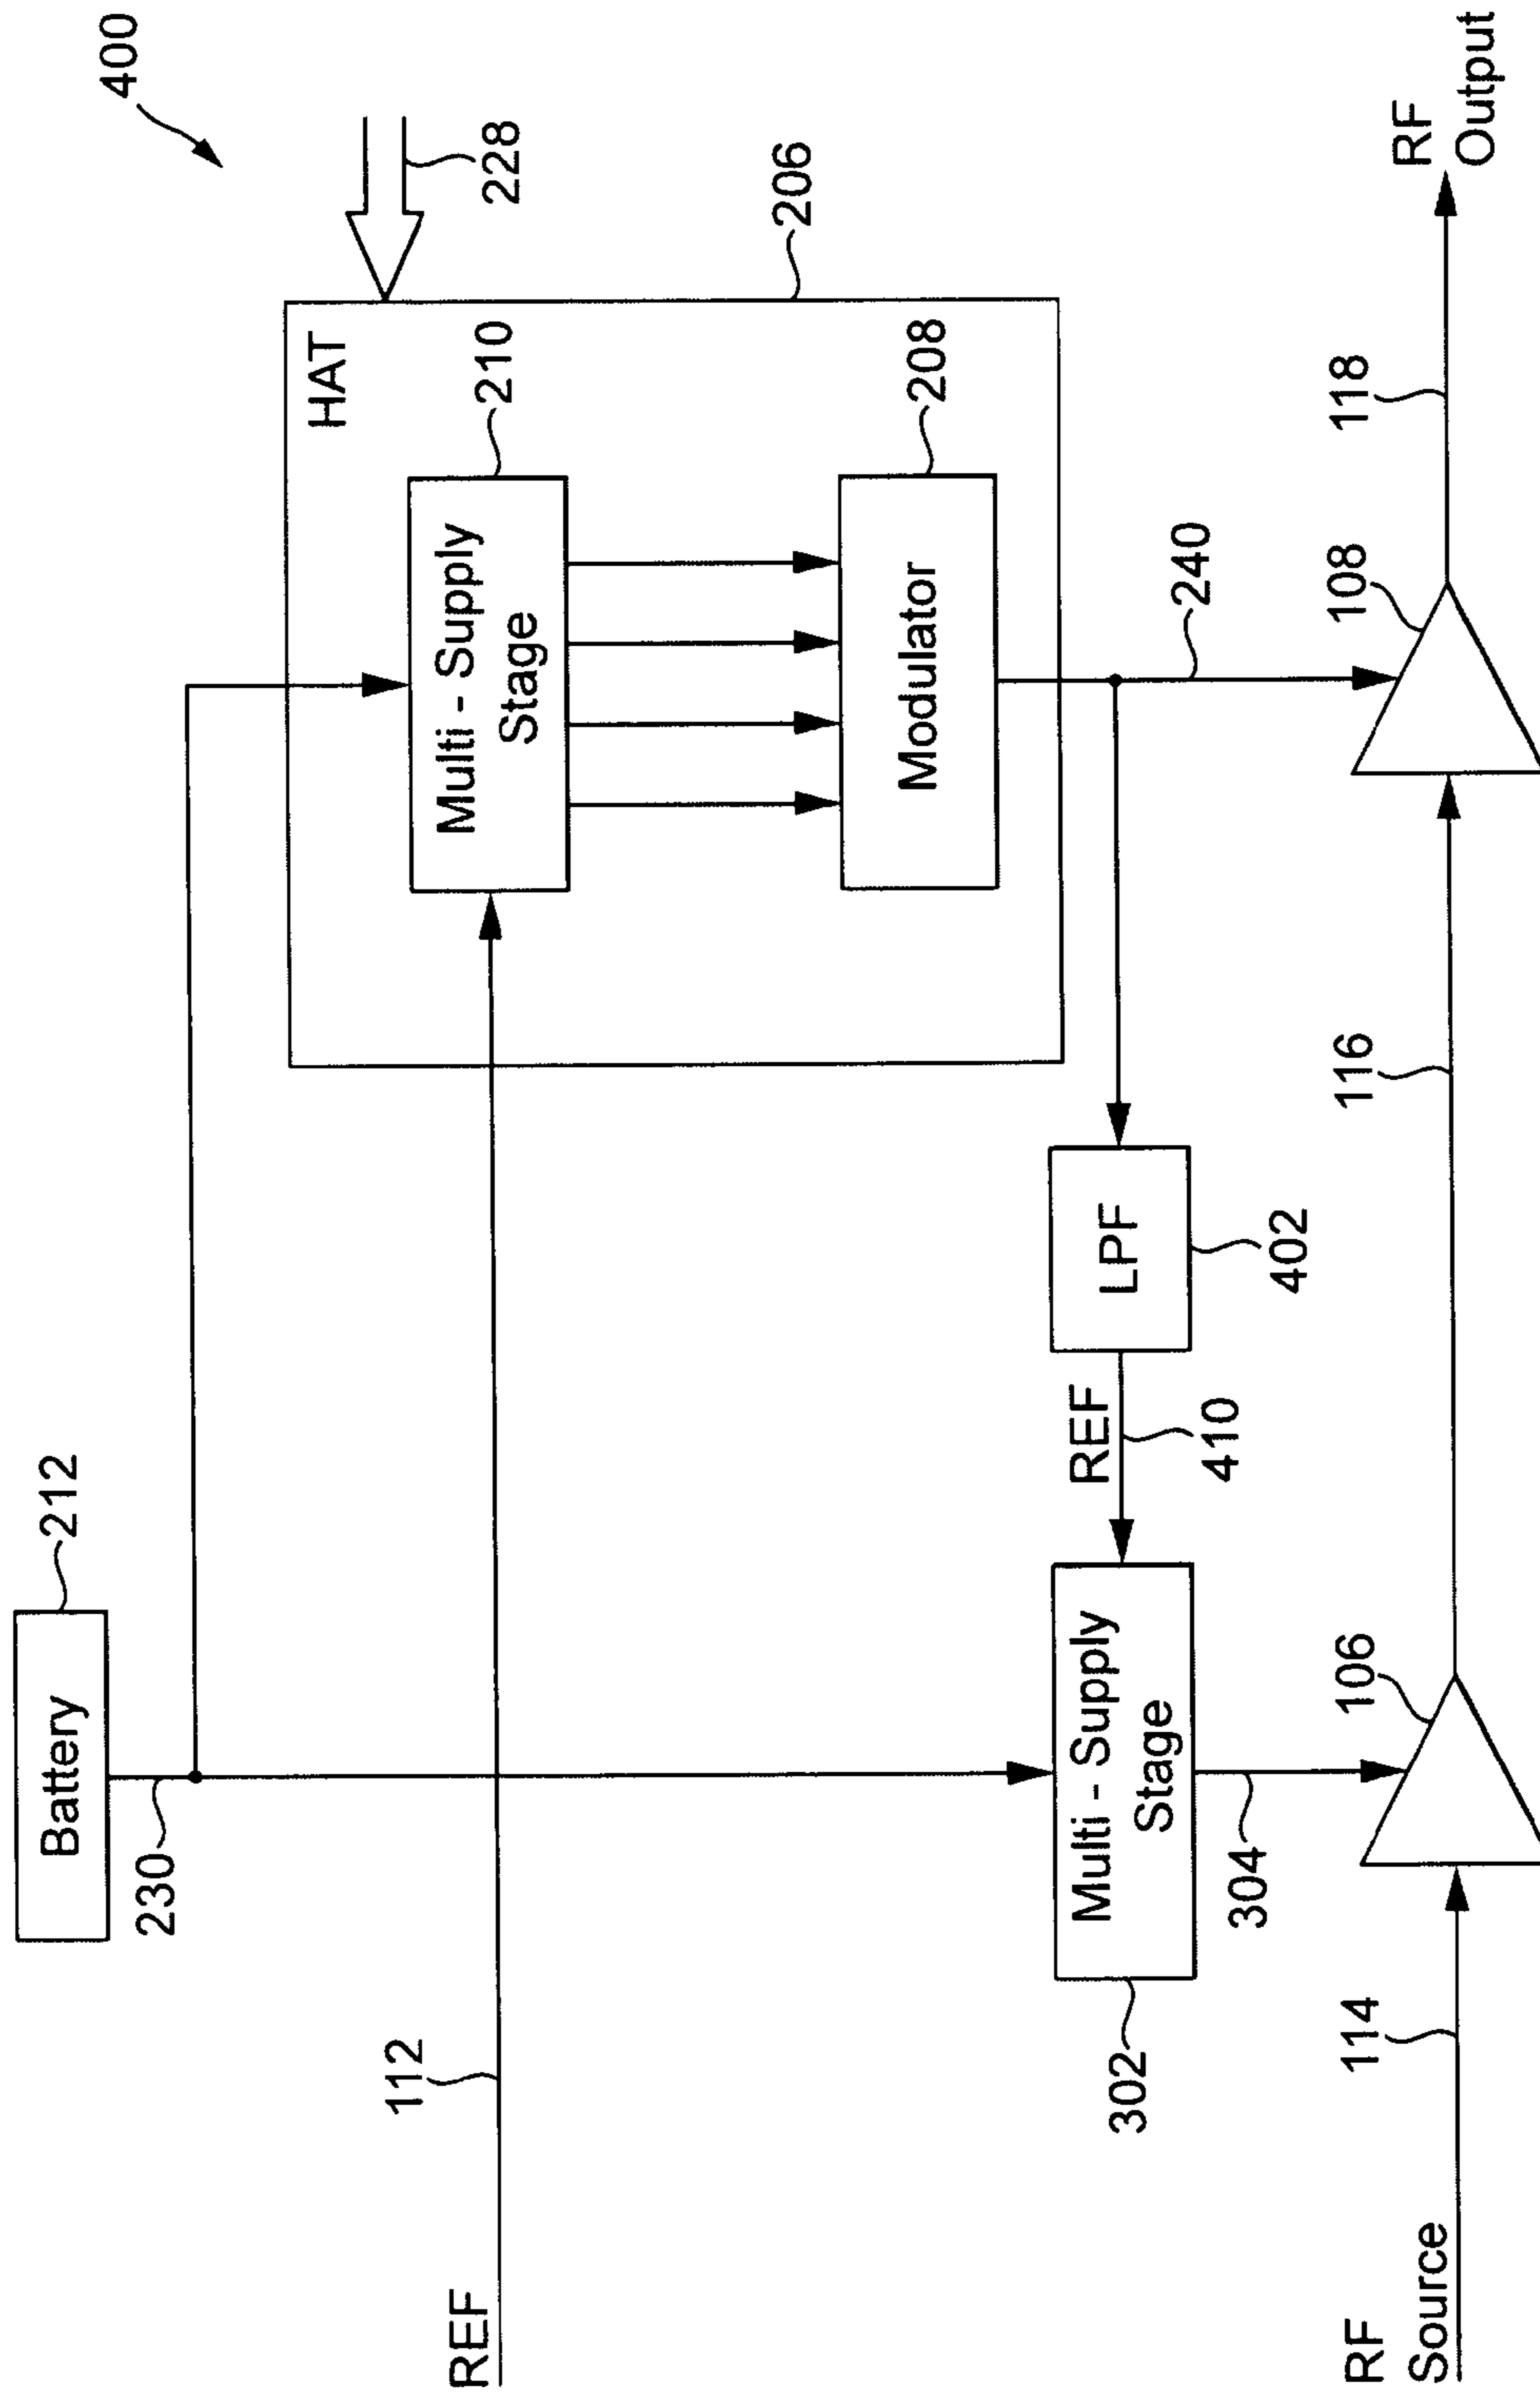 400
Battery
212
230
228
HAT
206
REF
112
Multi - Supply
Stage
210
Modulator
208
LPF
402
REF
410
240
Multi - Supply
Stage
302
304
RF
Source
114
106
116
108
118
RF
Output